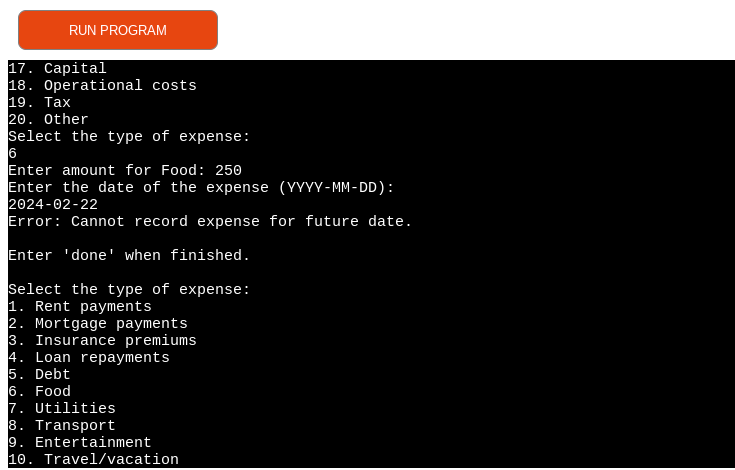 RUN PROGRAM
17. Capital
18. Operational costs
19. Tax
20. Other
Select the type of expense:
6
Enter amount for Food: 250
Enter the date of the expense (YYYY-MM-DD):
2024-02-22
Error: Cannot record expense for future date.
Enter 'done' when finished.
Select the type of expense:
1. Rent payments
2. Mortgage payments
3. Insurance premiums
4. Loan repayments
5. Debt
6. Food
7. Utilities
8. Transport
9. Entertainment
10. Travel/vacation